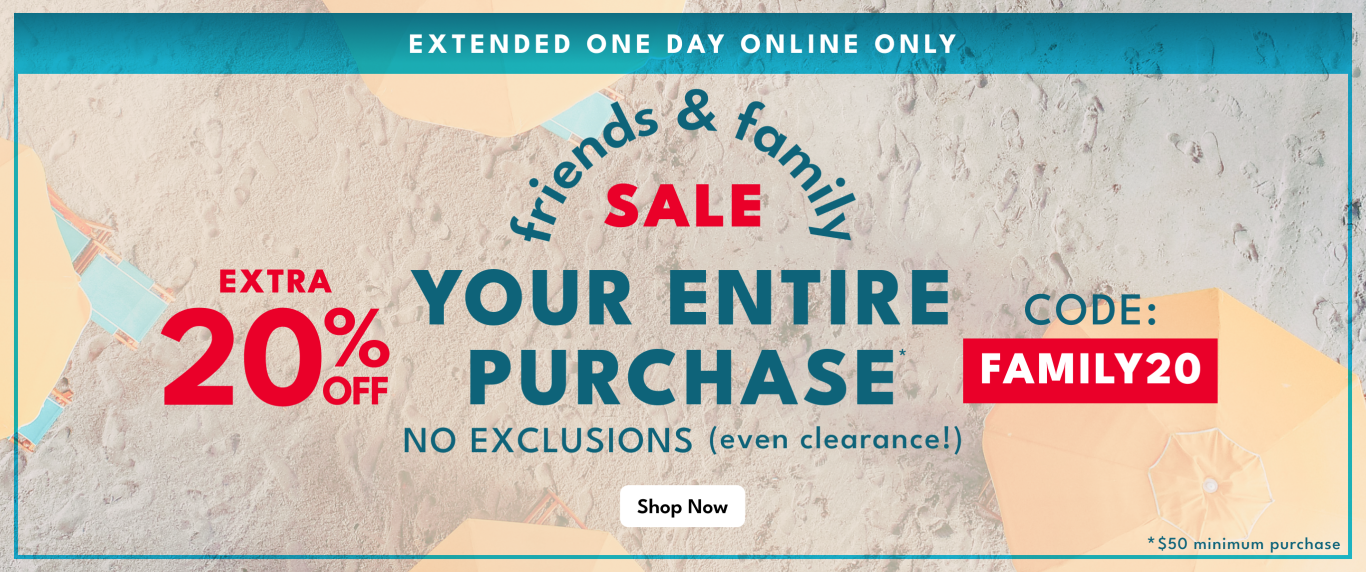 EXTENDED ONE DAY ONLINE ONLY
friends & family
SALE
EXTRA
20% OFF
YOUR ENTIRE
PURCHASE*
NO EXCLUSIONS (even clearance!)
CODE:
FAMILY20
Shop Now
*$50 minimum purchase